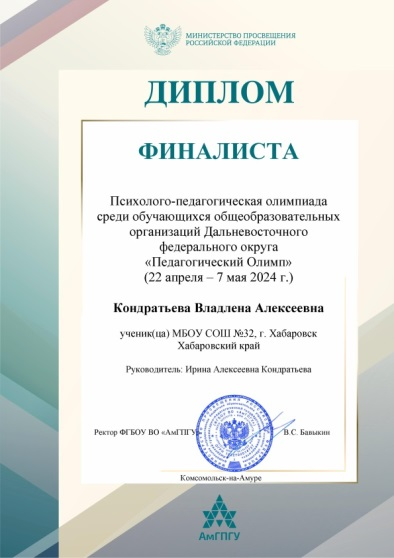 МИНИСТЕРСТВО ПРОСВЕЩЕНИЯ
РОССИЙСКОЙ ФЕДЕРАЦИИ
ДИПЛОМ
ФИНАЛИСТА
Психолого-педагогическая олимпиада
среди обучающихся общеобразовательных
организаций Дальневосточного
федерального округа
«Педагогический Олимп»
(22 апреля – 7 мая 2024 г.)
Кондратьева Владлена Алексеевна
ученик(ца) МБОУ СОШ №32, г. Хабаровск
Хабаровский край
Руководитель: Ирина Алексеевна Кондратьева
Ректор ФГБОУ ВО «АмГПГУ» В.С. Бавыкин
Комсомольск-на-Амуре
АмГПГУ